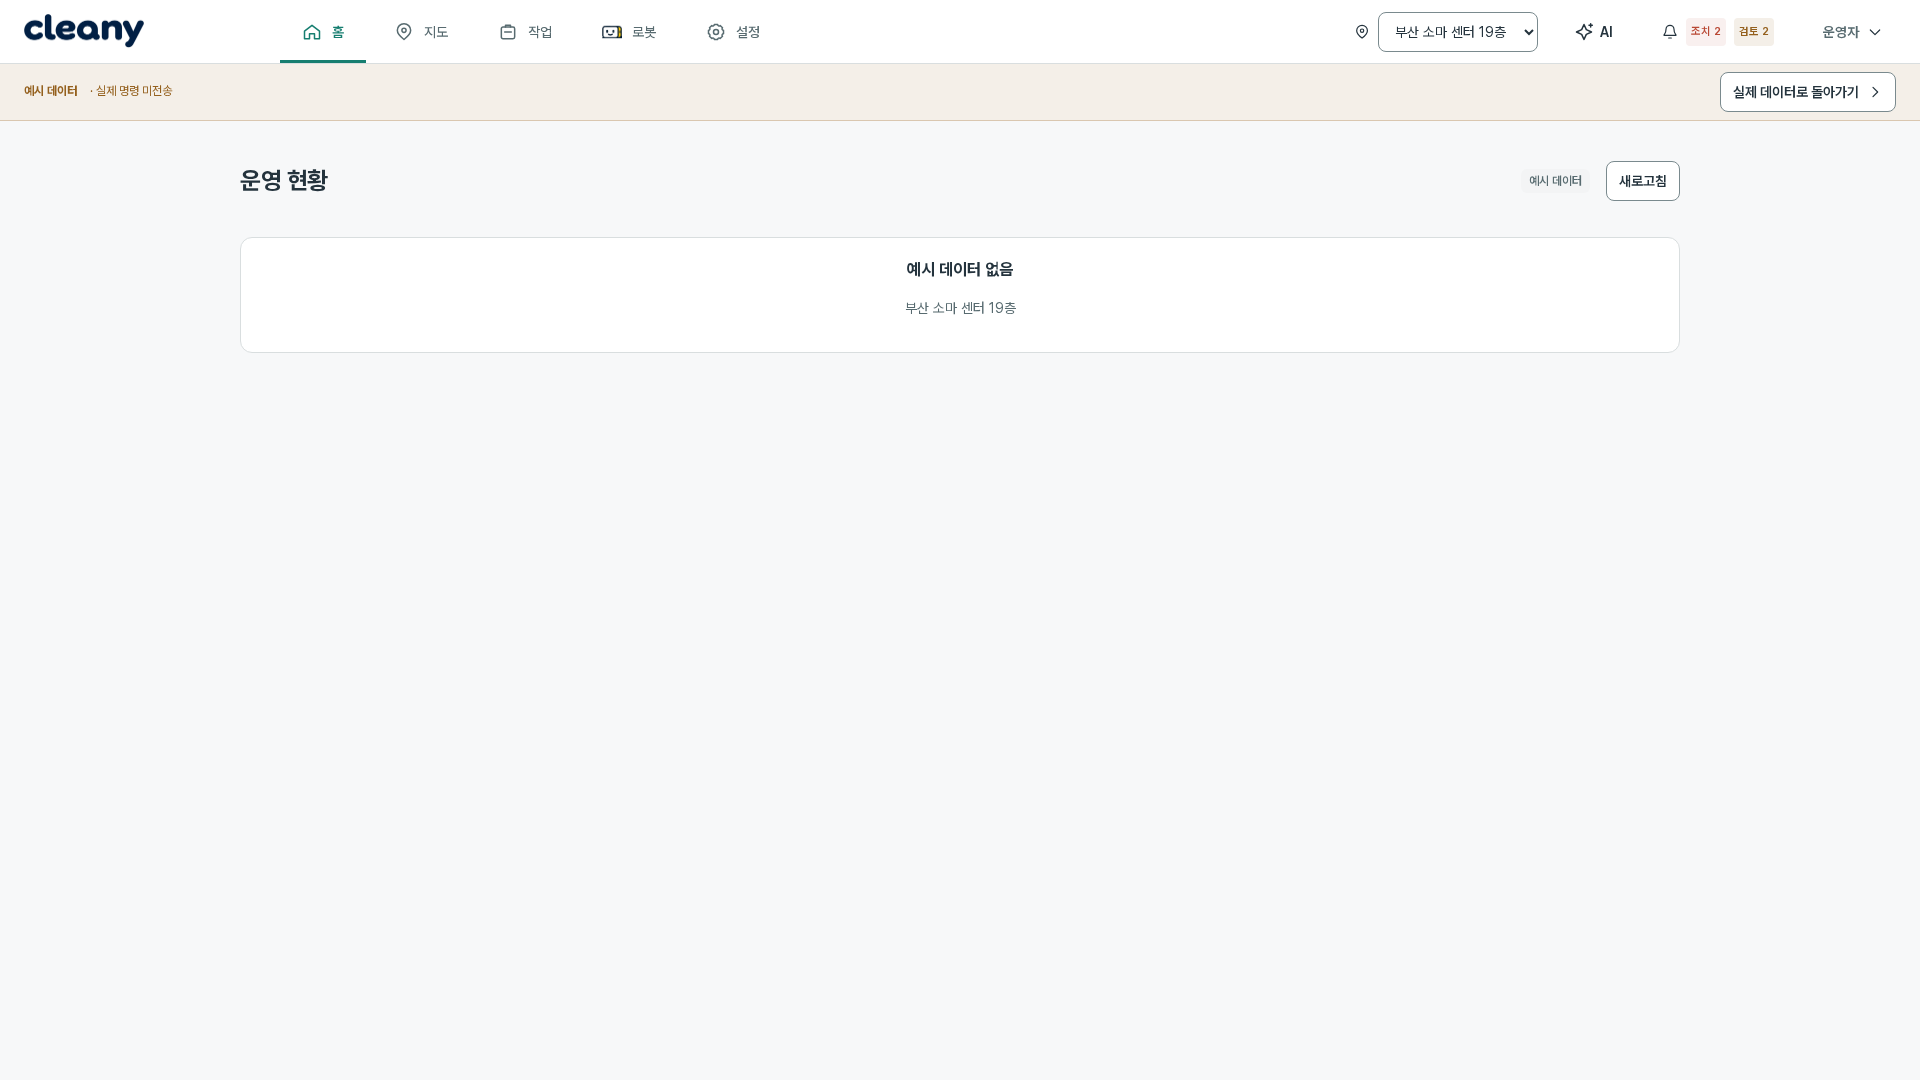 cleany
홈
지도
작업
로봇
설정
부산 소마 센터 19층
AI
조치 2
검토 2
운영자
예시 데이터 · 실제 명령 미전송
실제 데이터로 돌아가기
운영 현황
예시 데이터
새로고침
예시 데이터 없음
부산 소마 센터 19층